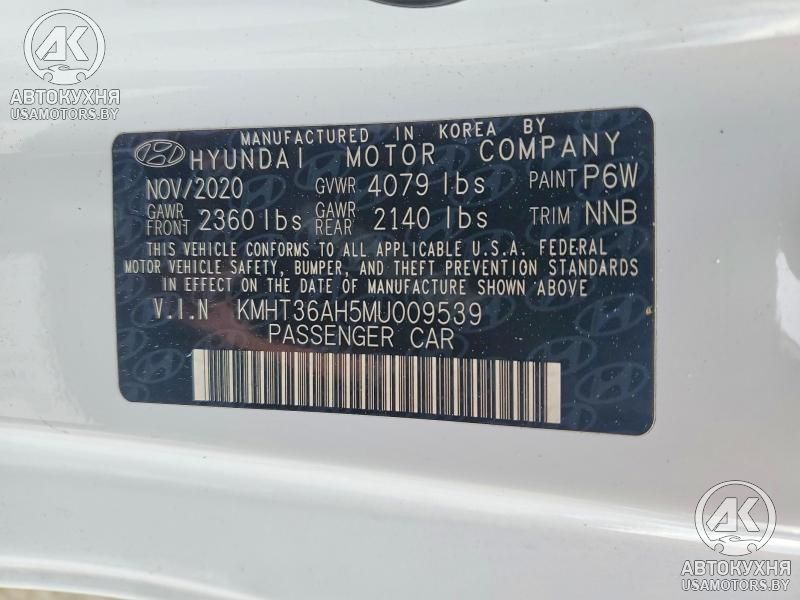 AK
АВТОКУХНЯ
USAMOTORS.BY
MANUFACTURED IN KOREA BY
HYUNDAI MOTOR COMPANY
NOV/2020 GVWR 4079 lbs PAINT P6W
GAWR FRONT 2360 lbs GAWR REAR 2140 lbs TRIM NNB
THIS VEHICLE CONFORMS TO ALL APPLICABLE U.S.A. FEDERAL
MOTOR VEHICLE SAFETY, BUMPER, AND THEFT PREVENTION STANDARDS
IN EFFECT ON THE DATE OF MANUFACTURE SHOWN ABOVE
V.I.N KMHT36AH5MU009539
PASSENGER CAR
AK
АВТОКУХНЯ
USAMOTORS.BY